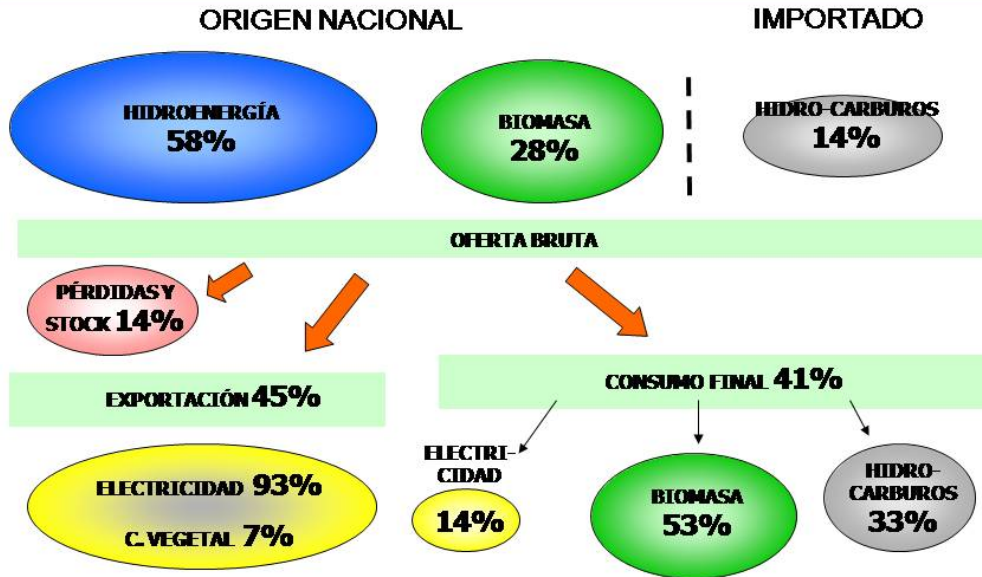 ORIGEN NACIONAL
IMPORTADO
HIDROENERGÍA
58%
BIOMASA
28%
HIDRO-CARBUROS
14%
OFERTA BRUTA
PÉRDIDAS Y
STOCK 14%
EXPORTACIÓN 45%
CONSUMO FINAL 41%
ELECTRICIDAD 93%
C. VEGETAL 7%
ELECTRI-
CIDAD
14%
BIOMASA
53%
HIDRO-
CARBUROS
33%